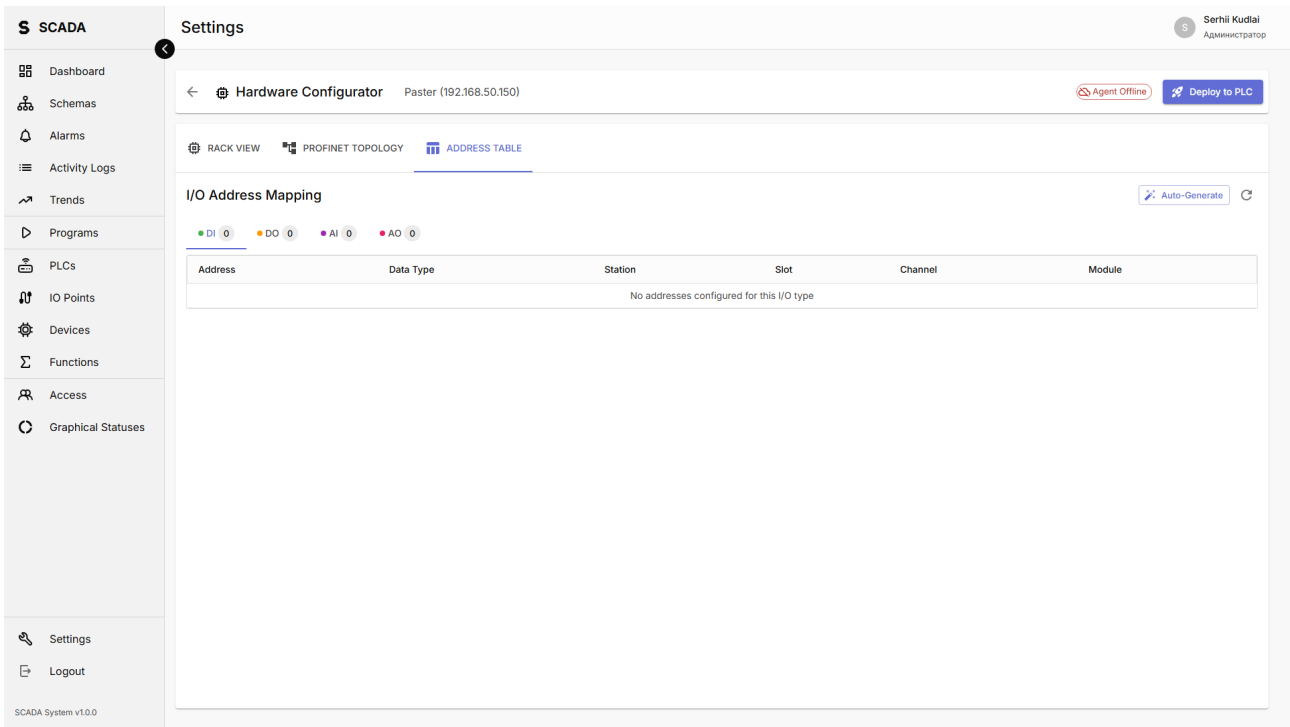 S SCADA
Settings
S
Serhii Kudlai
Администратор
Dashboard
Schemas
Alarms
Activity Logs
Trends
Programs
PLCs
IO Points
Devices
Functions
Access
Graphical Statuses
Settings
Logout
SCADA System v1.0.0
Hardware Configurator Paster (192.168.50.150)
Agent Offline
Deploy to PLC
RACK VIEW PROFINET TOPOLOGY ADDRESS TABLE
I/O Address Mapping
Auto-Generate
DI 0 DO 0 AI 0 AO 0
Address Data Type Station Slot Channel Module
No addresses configured for this I/O type